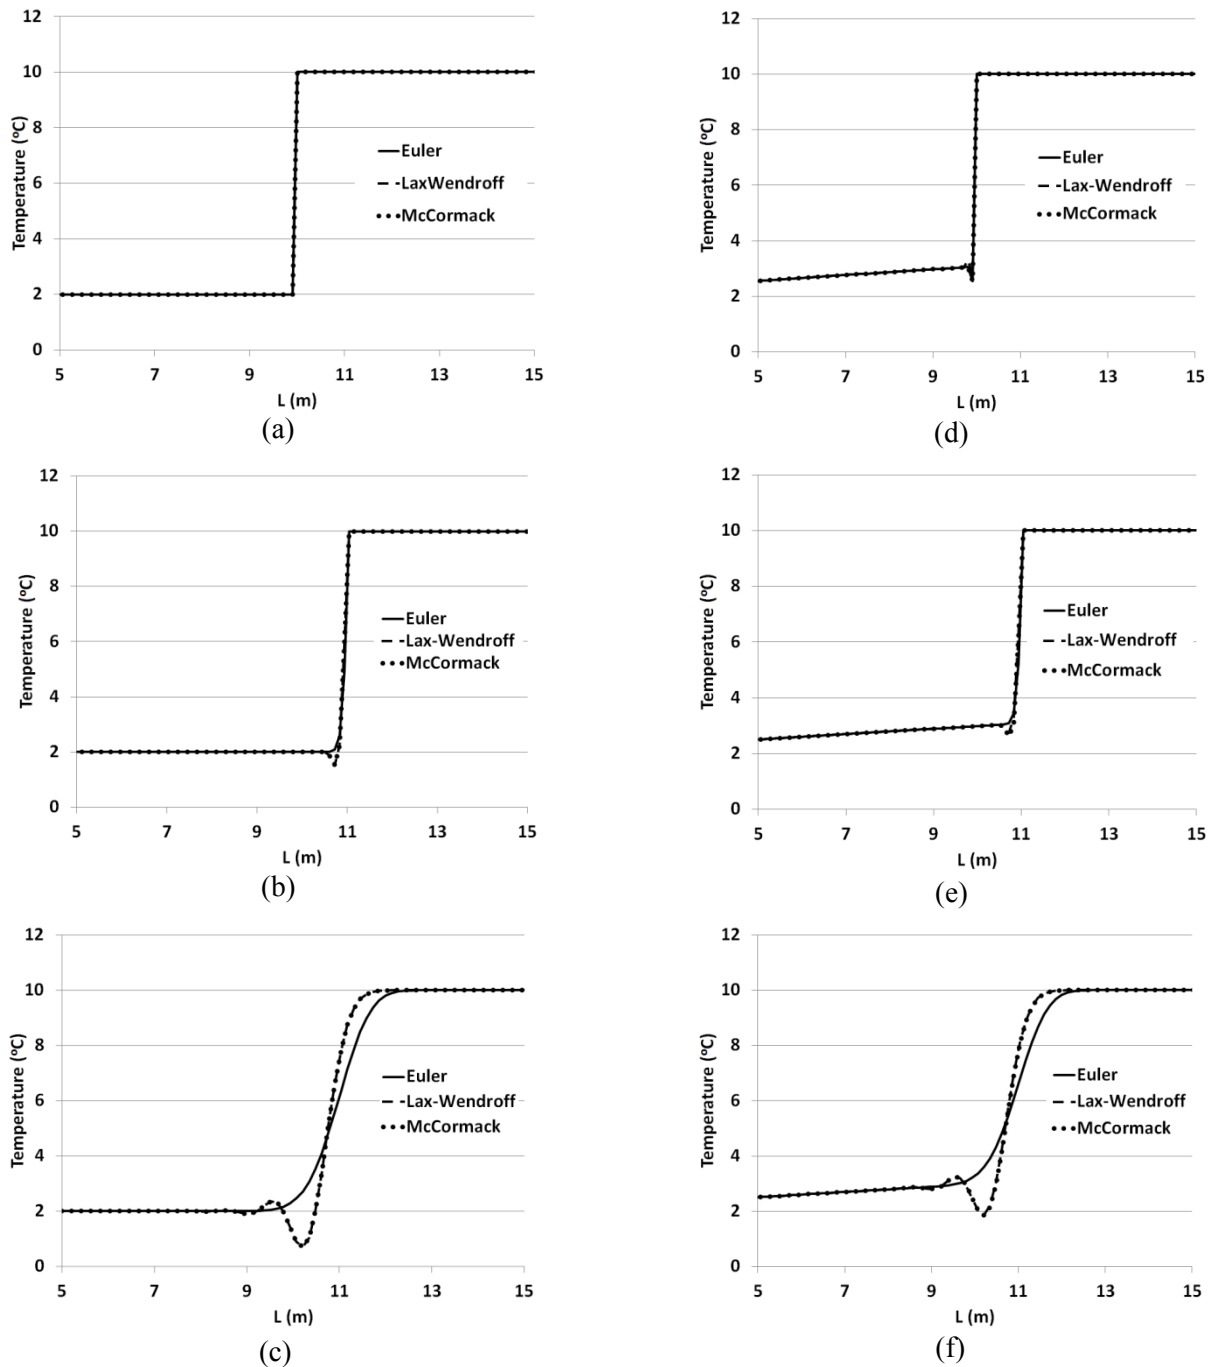 12
10
8
6
4
2
0
Temperature (ºC)
Euler
LaxWendroff
McCormack
5 7 9 11 13 15
L (m)
(a)
12
10
8
6
4
2
0
Temperature (ºC)
Euler
Lax-Wendroff
McCormack
5 7 9 11 13 15
L (m)
(d)
12
10
8
6
4
2
0
Temperature (ºC)
Euler
Lax-Wendroff
McCormack
5 7 9 11 13 15
L (m)
(b)
12
10
8
6
4
2
0
Temperature (ºC)
Euler
Lax-Wendroff
McCormack
5 7 9 11 13 15
L (m)
(e)
12
10
8
6
4
2
0
Temperature (ºC)
Euler
Lax-Wendroff
McCormack
5 7 9 11 13 15
L (m)
(c)
12
10
8
6
4
2
0
Temperature (ºC)
Euler
Lax-Wendroff
McCormack
5 7 9 11 13 15
L (m)
(f)